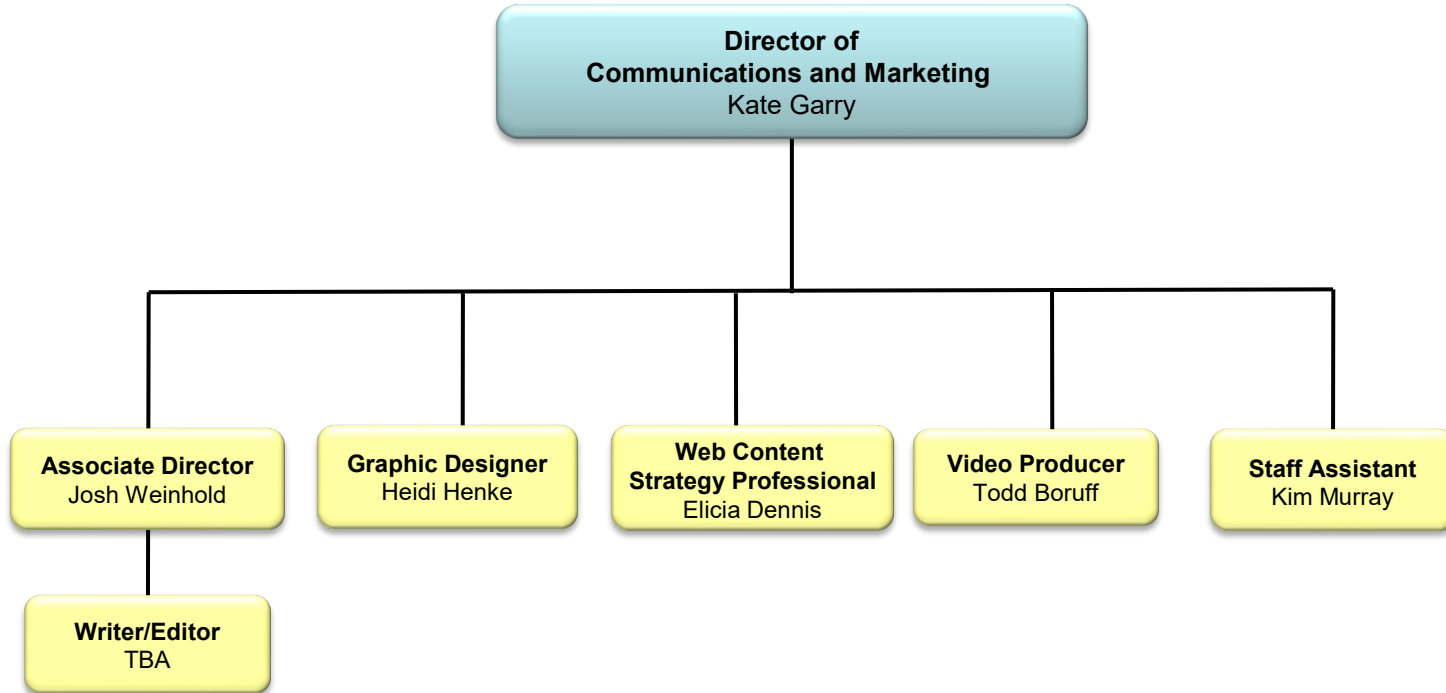 Director of
Communications and Marketing
Kate Garry
Associate Director
Josh Weinhold
Graphic Designer
Heidi Henke
Web Content
Strategy Professional
Elicia Dennis
Video Producer
Todd Boruff
Staff Assistant
Kim Murray
Writer/Editor
TBA